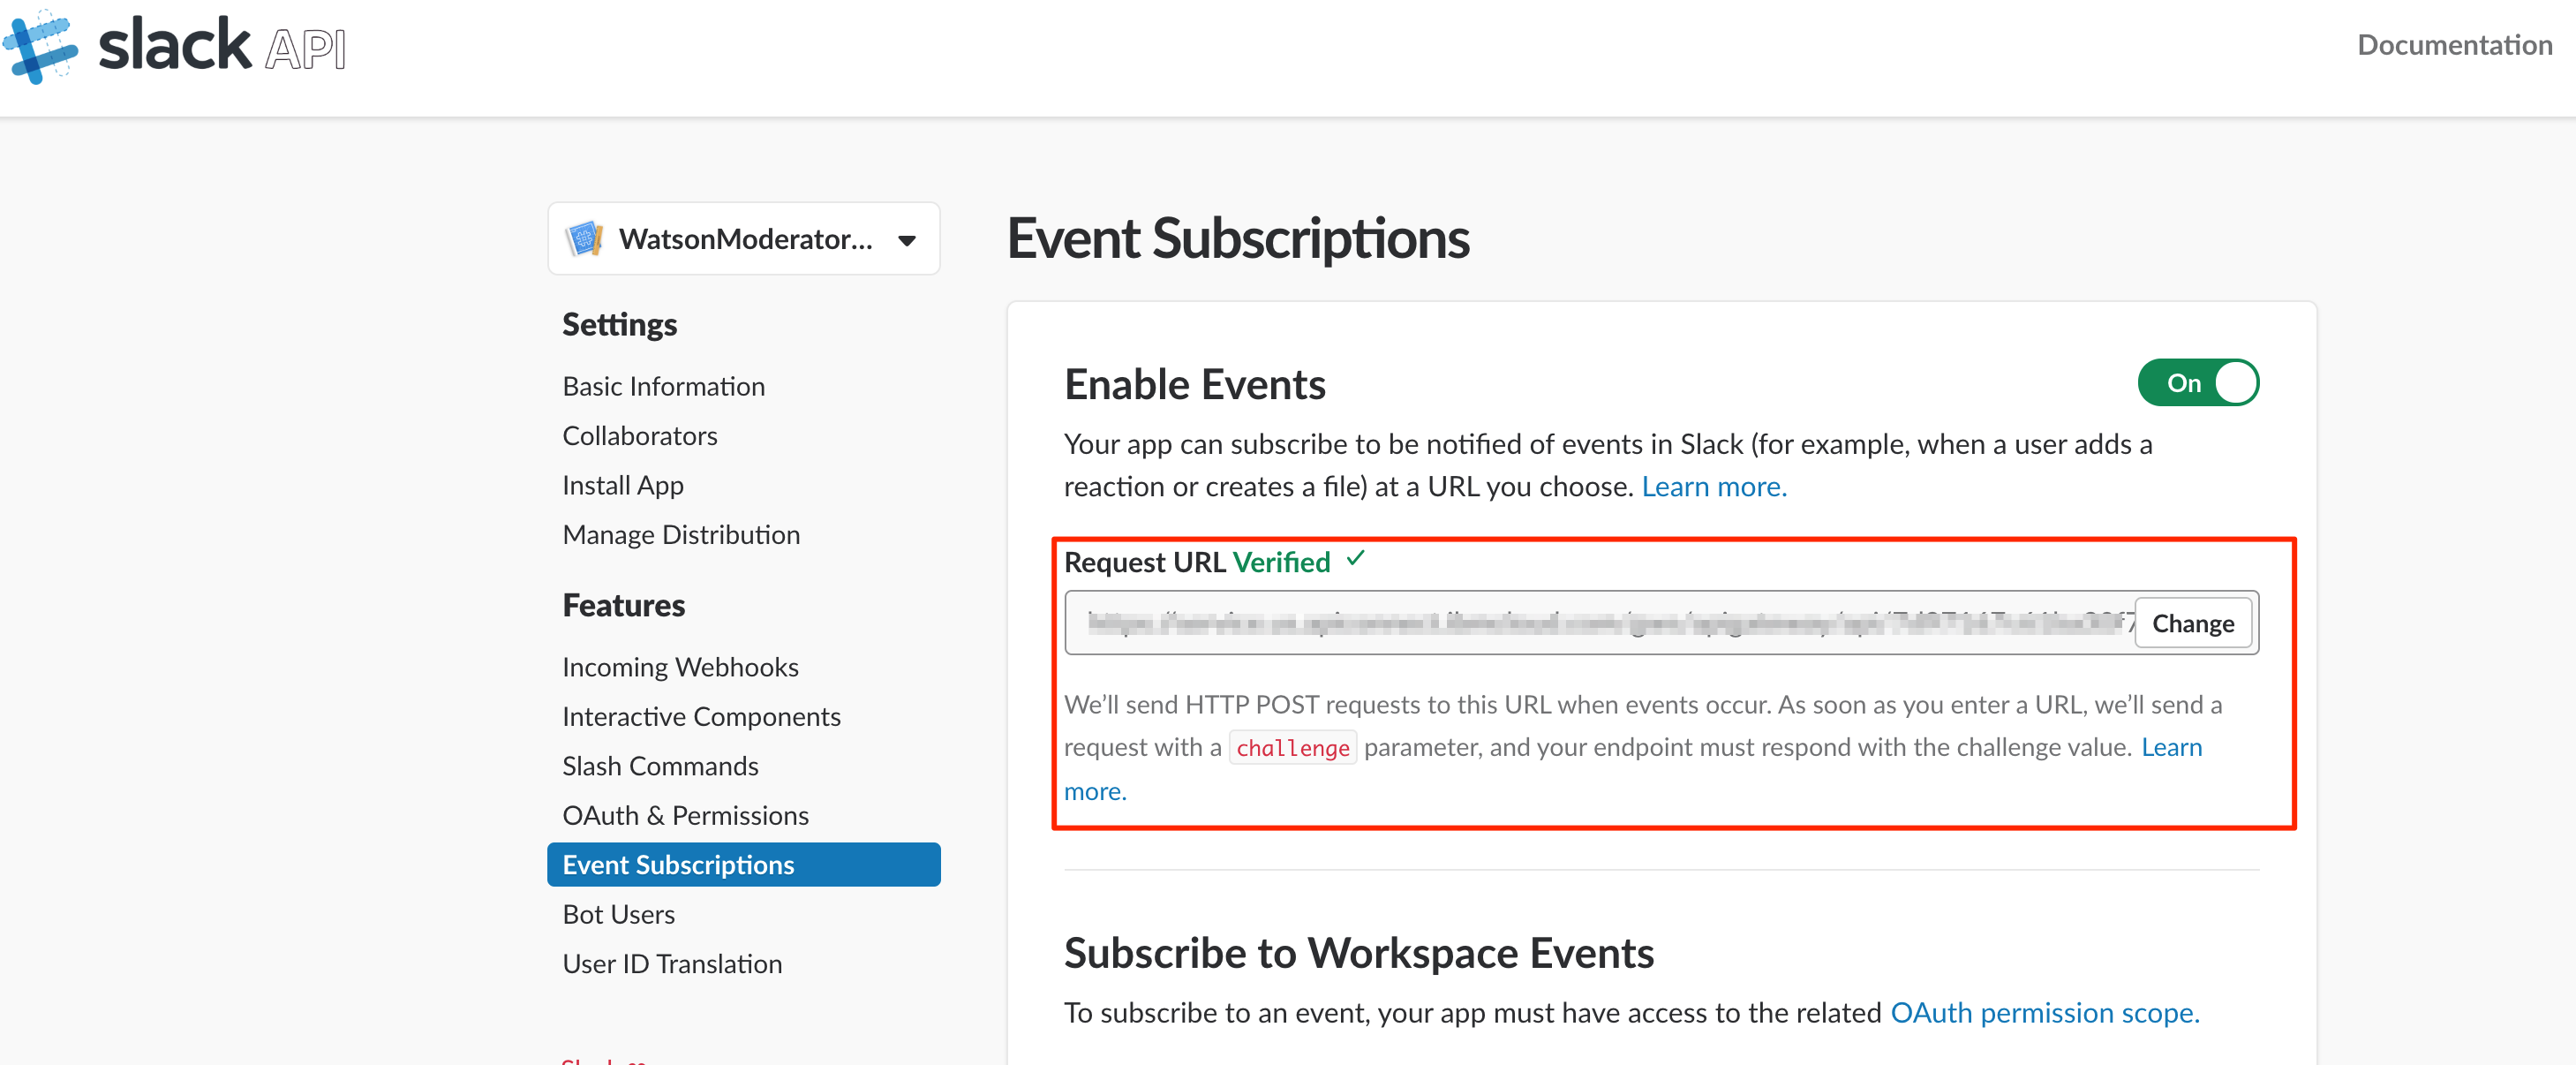 slack API
Documentation
WatsonModerator...
Event Subscriptions
Settings
Basic Information
Collaborators
Install App
Manage Distribution
Features
Incoming Webhooks
Interactive Components
Slash Commands
OAuth & Permissions
Event Subscriptions
Bot Users
User ID Translation
Enable Events
On
Your app can subscribe to be notified of events in Slack (for example, when a user adds a
reaction or creates a file) at a URL you choose. Learn more.
Request URL Verified ✓
Change
We’ll send HTTP POST requests to this URL when events occur. As soon as you enter a URL, we’ll send a
request with a challenge parameter, and your endpoint must respond with the challenge value. Learn
more.
Subscribe to Workspace Events
To subscribe to an event, your app must have access to the related OAuth permission scope.